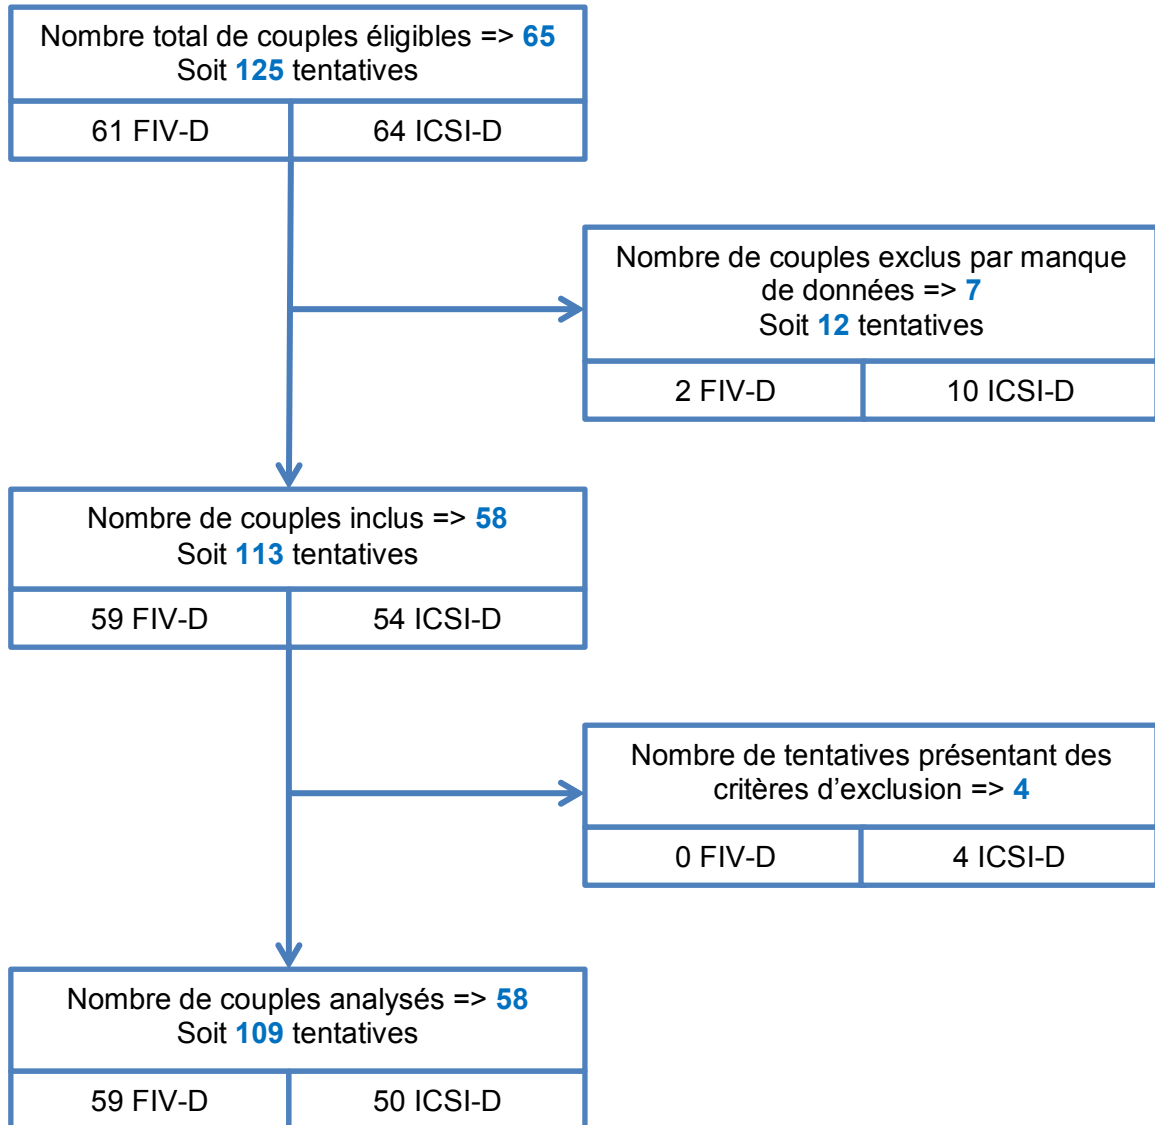 Nombre total de couples éligibles => 65
Soit 125 tentatives
61 FIV-D
64 ICSI-D
Nombre de couples exclus par manque
de données => 7
Soit 12 tentatives
2 FIV-D
10 ICSI-D
Nombre de couples inclus => 58
Soit 113 tentatives
59 FIV-D
54 ICSI-D
Nombre de tentatives présentant des
critères d’exclusion => 4
0 FIV-D
4 ICSI-D
Nombre de couples analysés => 58
Soit 109 tentatives
59 FIV-D
50 ICSI-D